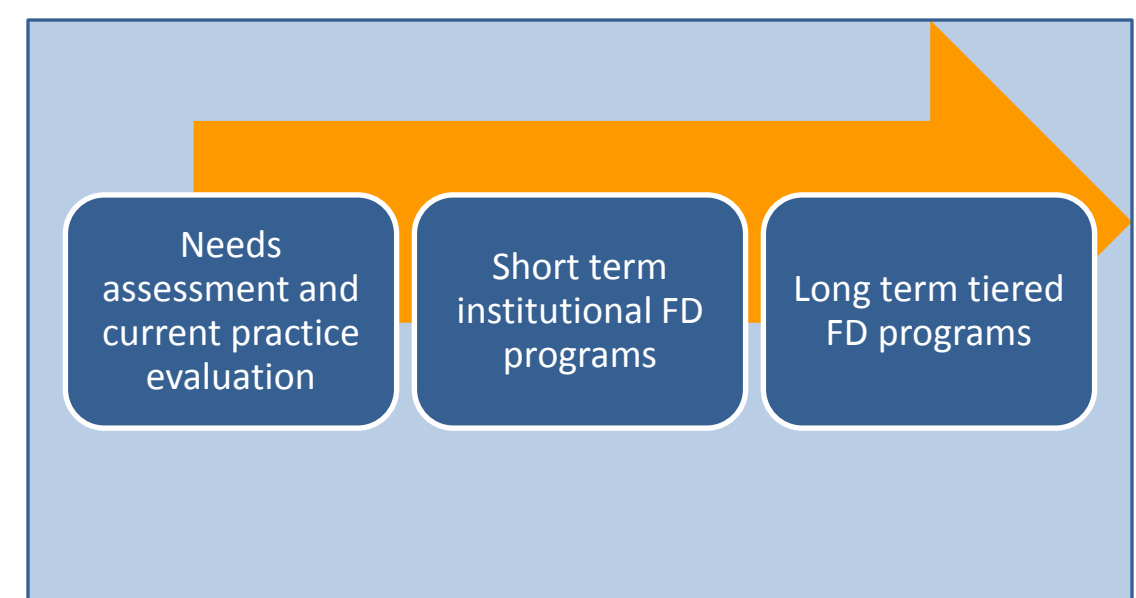 Needs
assessment and
current practice
evaluation
Short term
institutional FD
programs
Long term tiered
FD programs